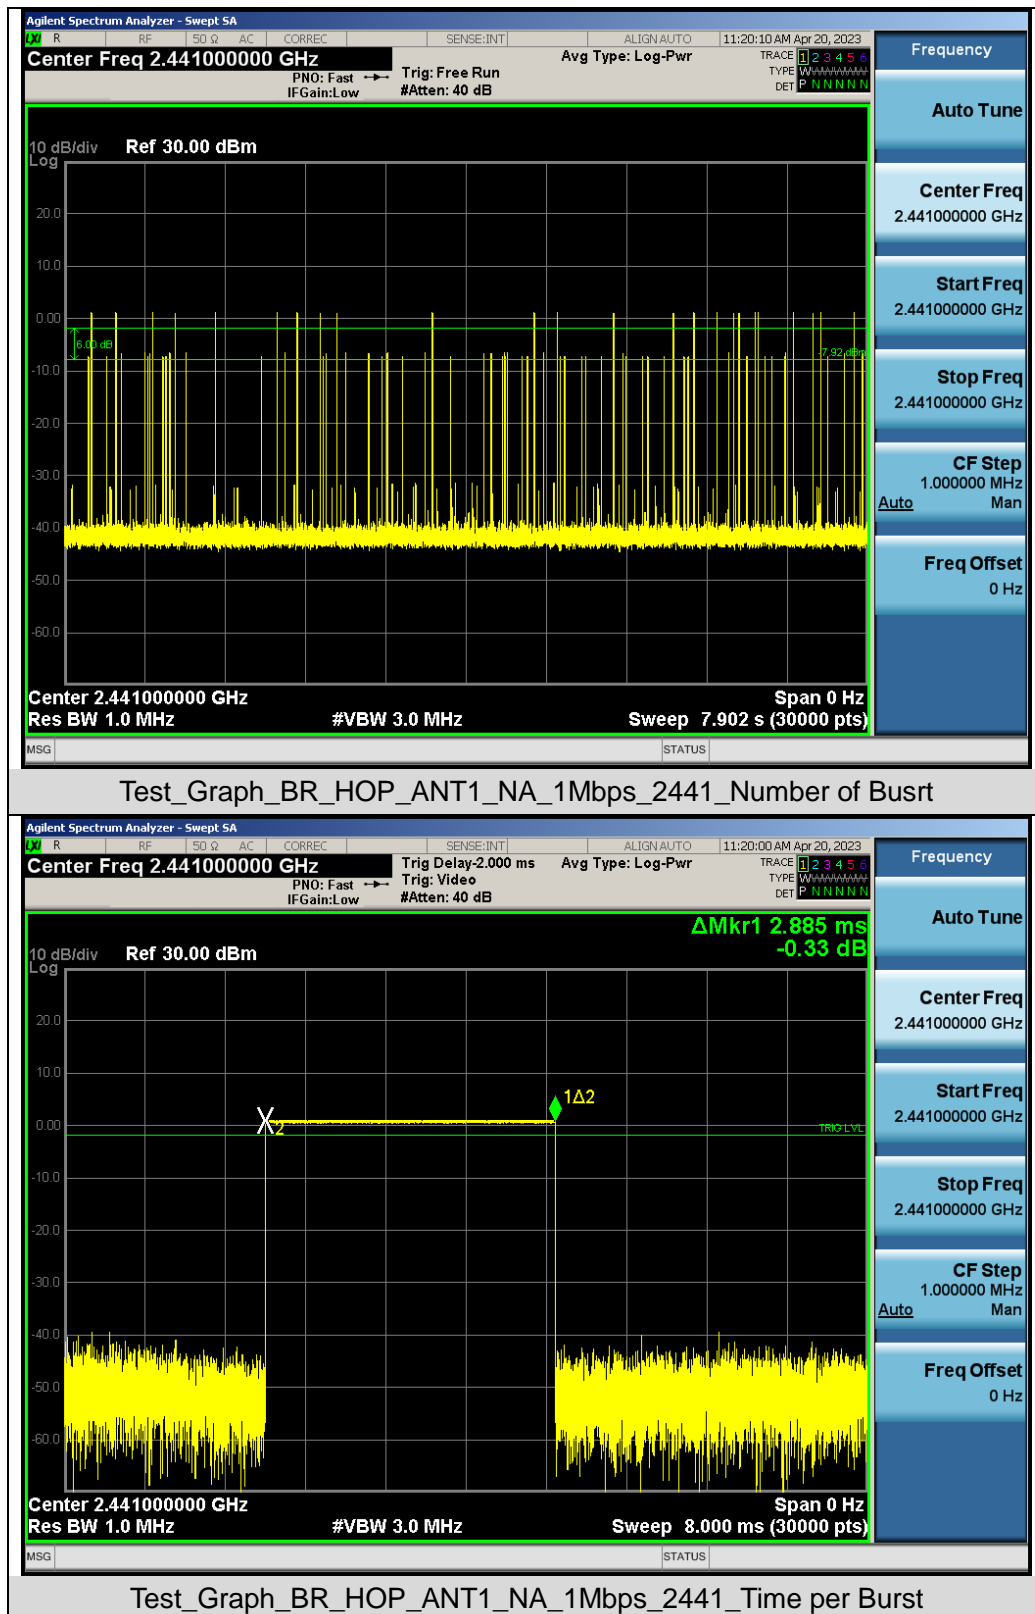 Agilent Spectrum Analyzer - Swept SA
LXI R RF 50 Ω AC CORREC SENSE:INT ALIGN AUTO 11:20:10 AM Apr 20, 2023
Center Freq 2.441000000 GHz
PNO: Fast
IFGain:Low
Trig: Free Run
#Atten: 40 dB
Avg Type: Log-Pwr
TRACE 1 2 3 4 5 6
TYPE W
DET P N N N N N
Frequency
Auto Tune
Center Freq
2.441000000 GHz
Start Freq
2.441000000 GHz
Stop Freq
2.441000000 GHz
CF Step
1.000000 MHz
Auto Man
Freq Offset
0 Hz
10 dB/div Ref 30.00 dBm
Log
20.0
10.0
0.00
6.00 dB
-7.92 dBm
-10.0
-20.0
-30.0
-40.0
-50.0
-60.0
Center 2.441000000 GHz Span 0 Hz
Res BW 1.0 MHz #VBW 3.0 MHz Sweep 7.902 s (30000 pts)
MSG STATUS
Test_Graph_BR_HOP_ANT1_NA_1Mbps_2441_Number of Busrt
Agilent Spectrum Analyzer - Swept SA
LXI R RF 50 Ω AC CORREC SENSE:INT ALIGN AUTO 11:20:00 AM Apr 20, 2023
Center Freq 2.441000000 GHz
PNO: Fast
IFGain:Low
Trig Delay-2.000 ms
Trig: Video
#Atten: 40 dB
Avg Type: Log-Pwr
TRACE 1 2 3 4 5 6
TYPE W
DET P N N N N N
Frequency
Auto Tune
Center Freq
2.441000000 GHz
Start Freq
2.441000000 GHz
Stop Freq
2.441000000 GHz
CF Step
1.000000 MHz
Auto Man
Freq Offset
0 Hz
ΔMkr1 2.885 ms
-0.33 dB
10 dB/div Ref 30.00 dBm
Log
20.0
10.0
1Δ2
0.00
2
TRIG LVL
-10.0
-20.0
-30.0
-40.0
-50.0
-60.0
Center 2.441000000 GHz Span 0 Hz
Res BW 1.0 MHz #VBW 3.0 MHz Sweep 8.000 ms (30000 pts)
MSG STATUS
Test_Graph_BR_HOP_ANT1_NA_1Mbps_2441_Time per Burst